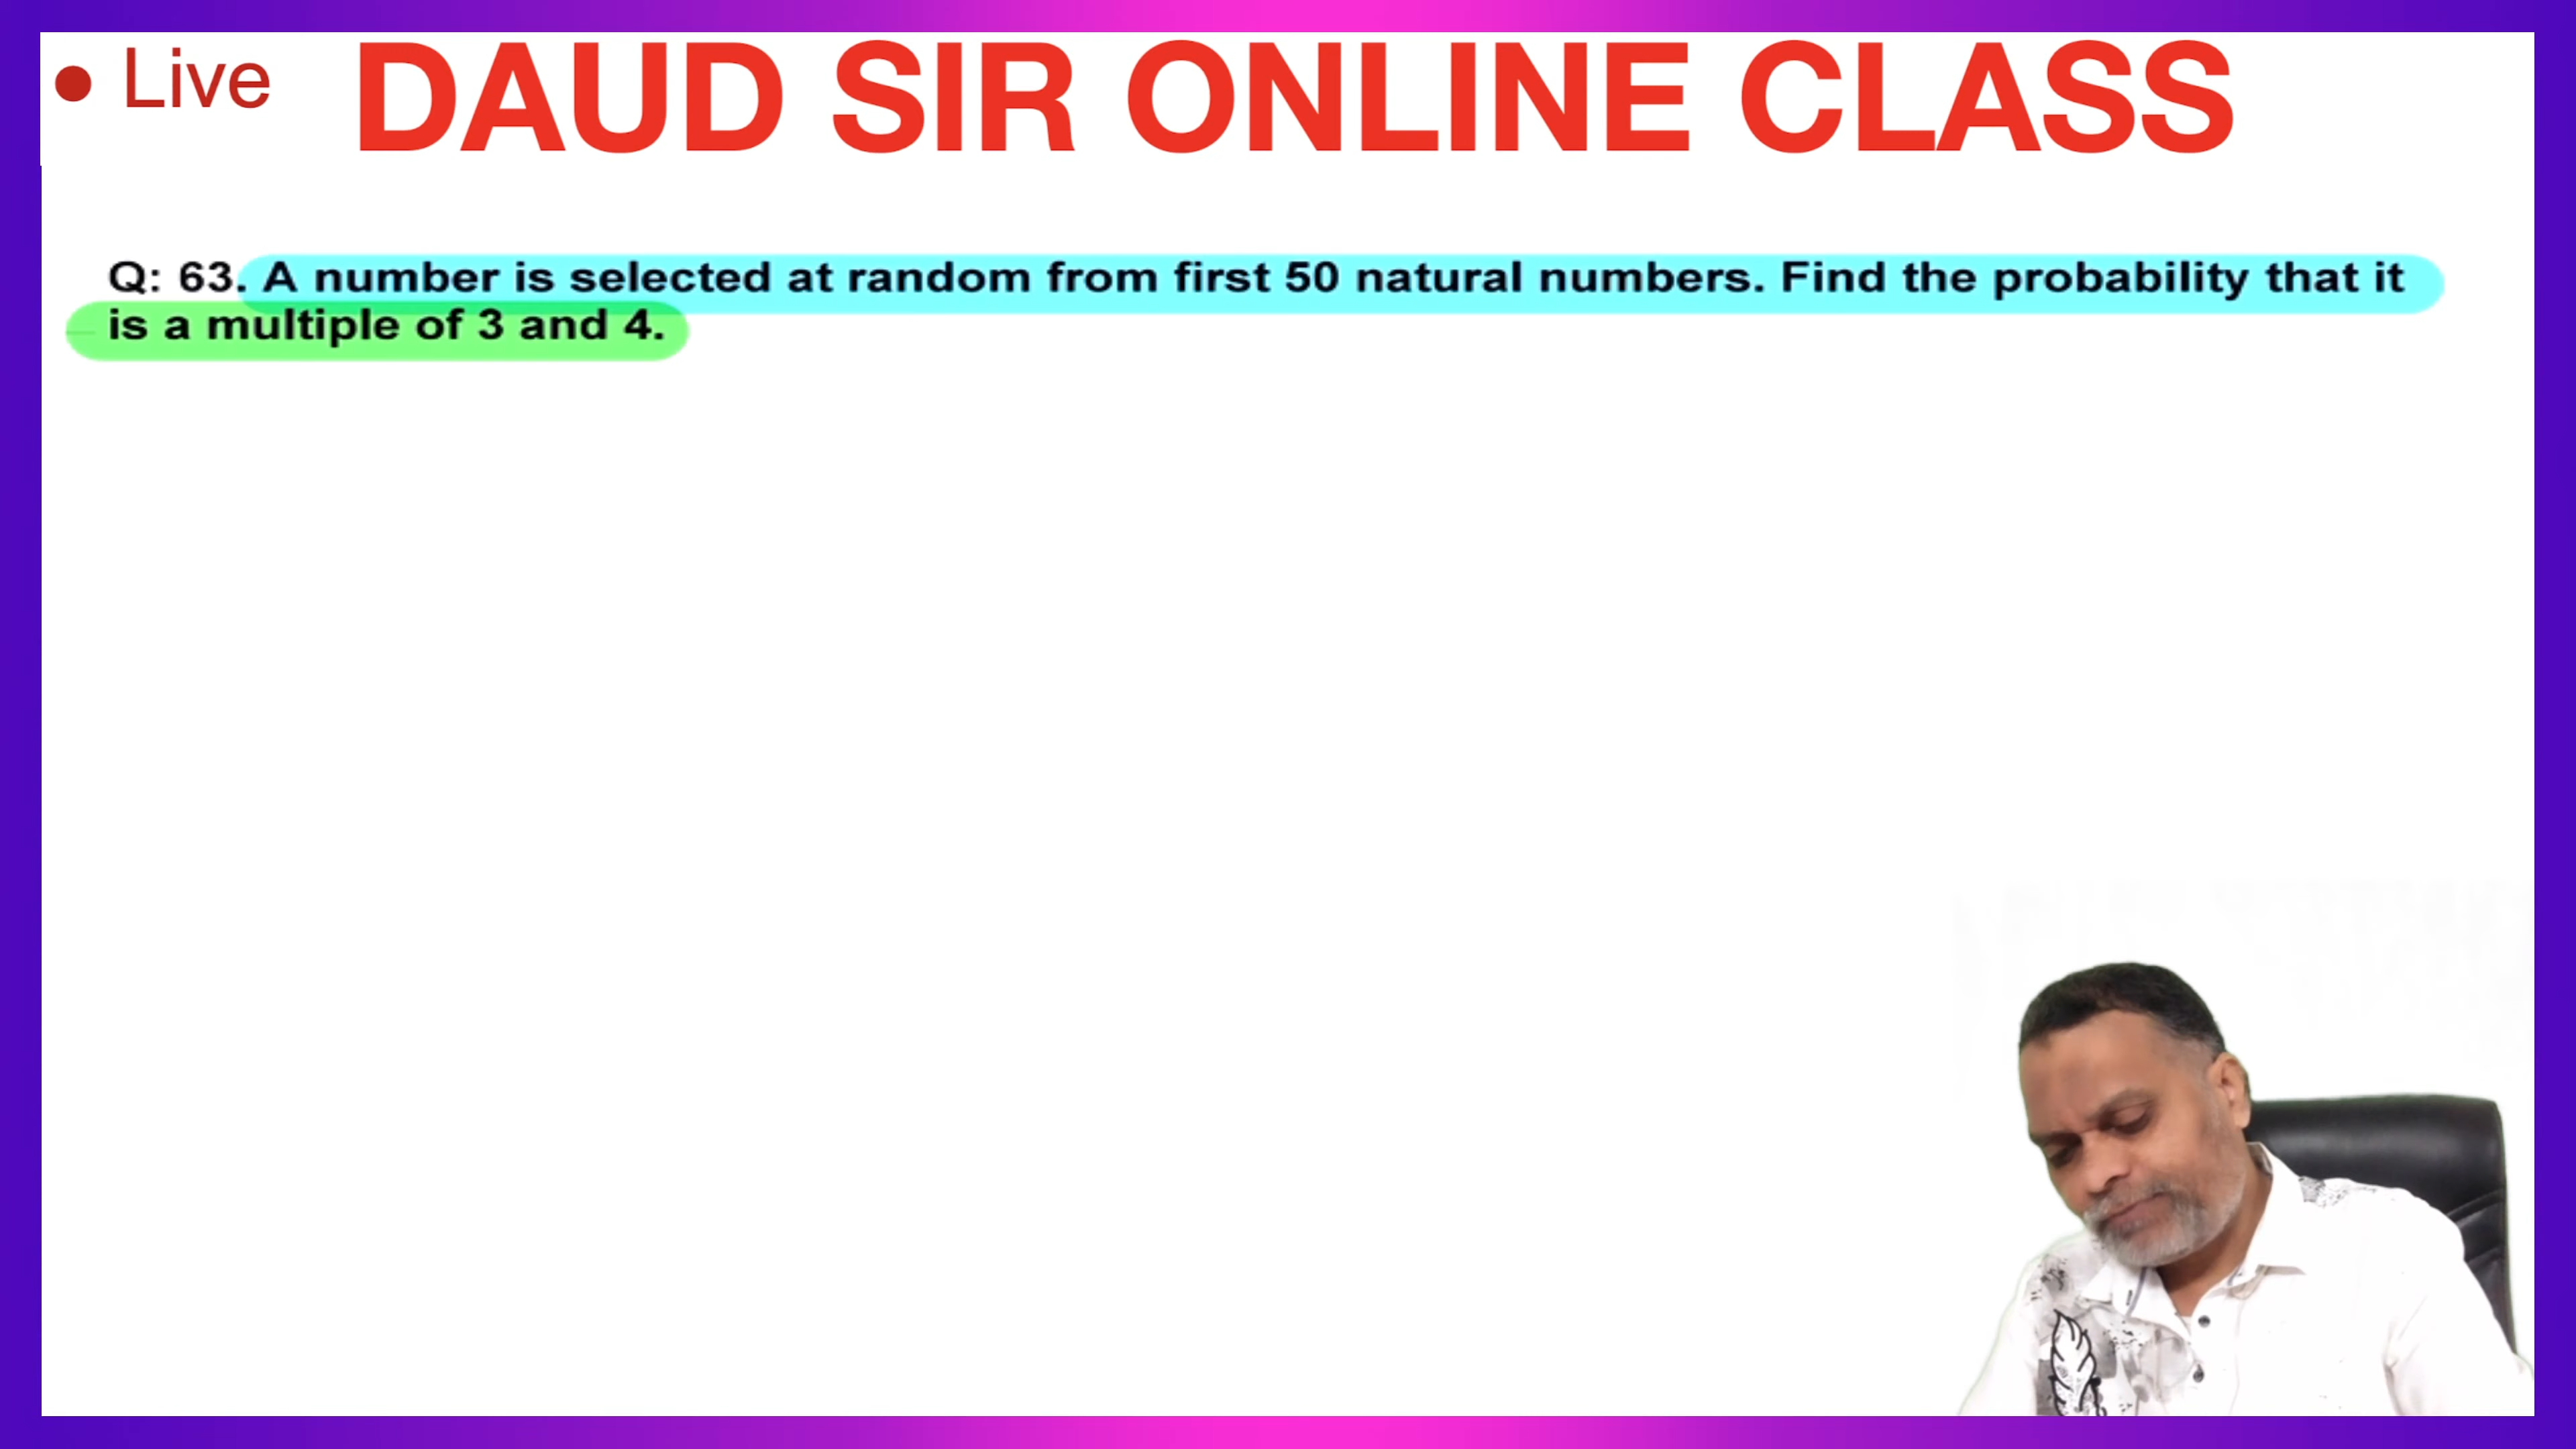 • Live
DAUD SIR ONLINE CLASS
Q: 63. A number is selected at random from first 50 natural numbers. Find the probability that it
is a multiple of 3 and 4.